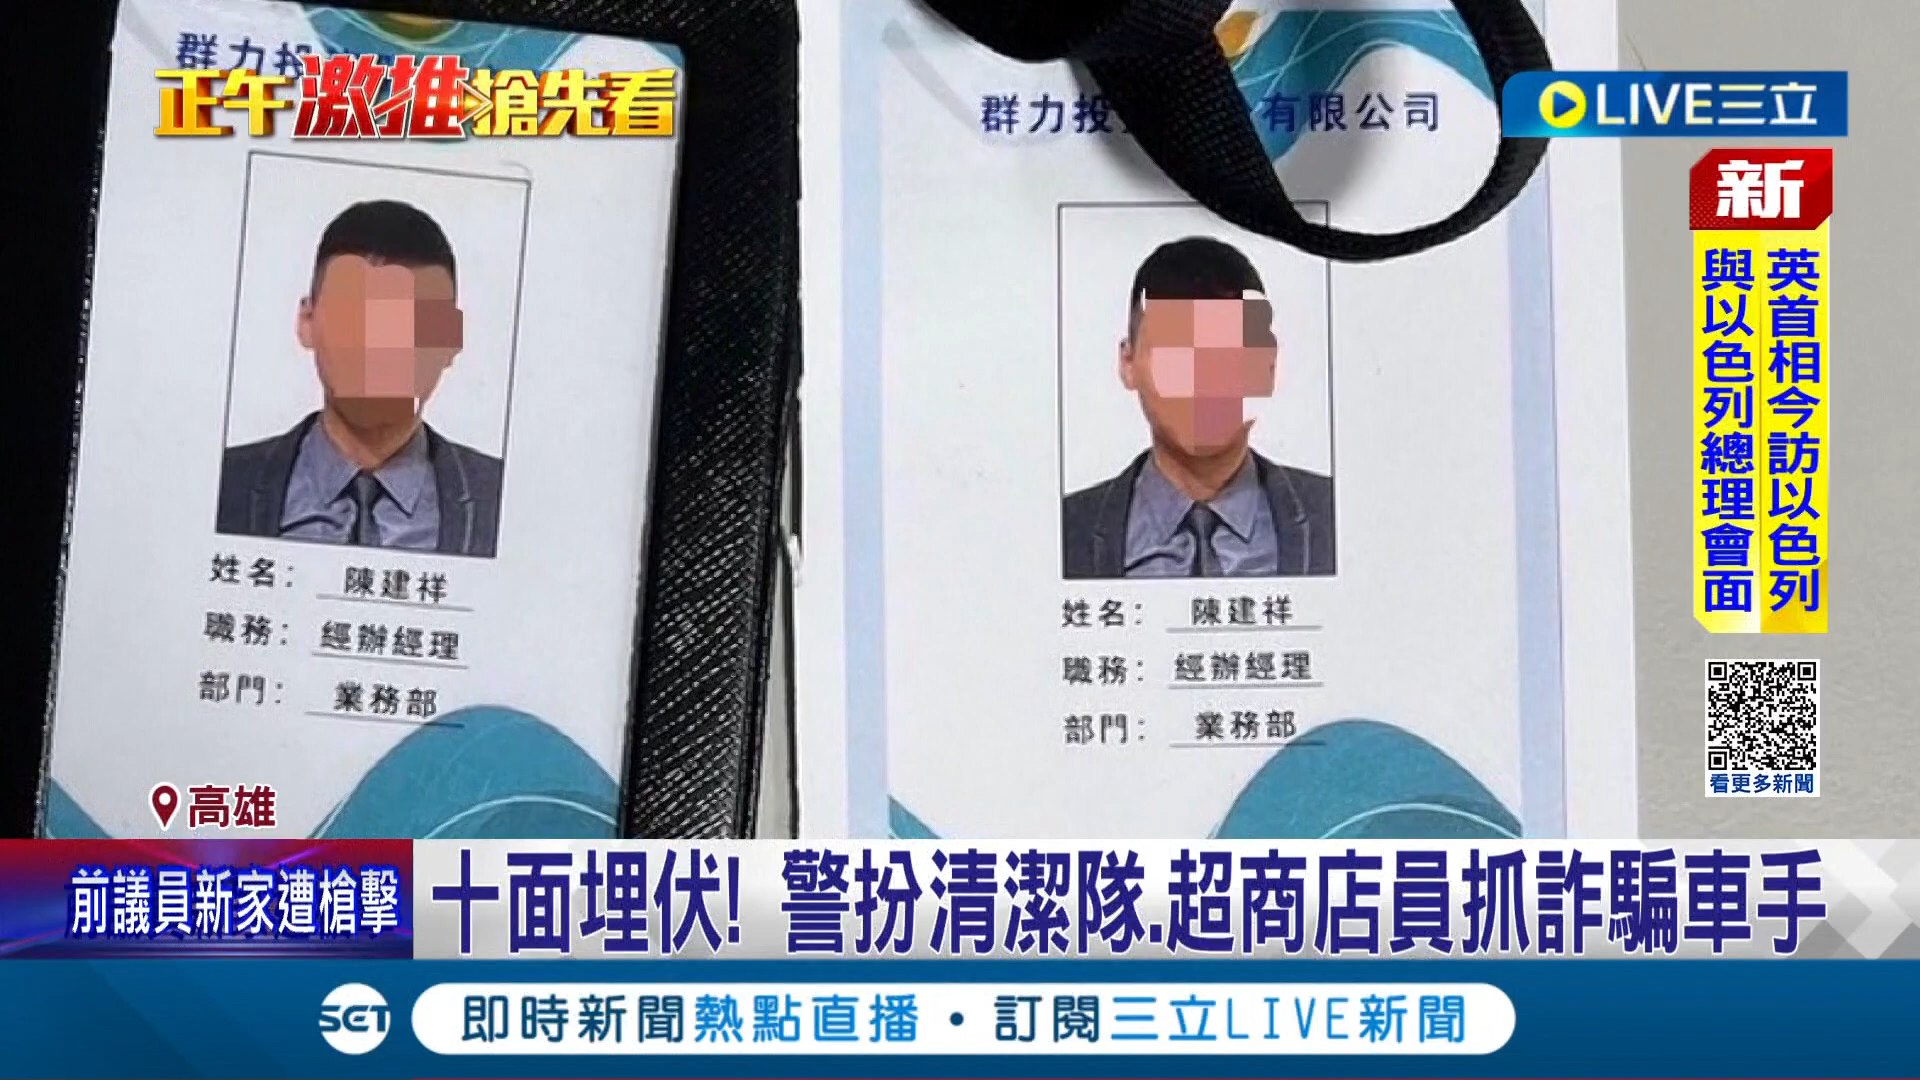 群力投
正午激推搶先看
姓名： 陳建祥
職務： 經辦經理
部門： 業務部
群力投 有限公司
姓名： 陳建祥
職務： 經辦經理
部門： 業務部
LIVE三立
新
英首相今訪以色列
與以色列總理會面
看更多新聞
高雄
前議員新家遭槍擊
十面埋伏! 警扮清潔隊.超商店員抓詐騙車手
SET
即時新聞熱點直播・訂閱三立LIVE新聞